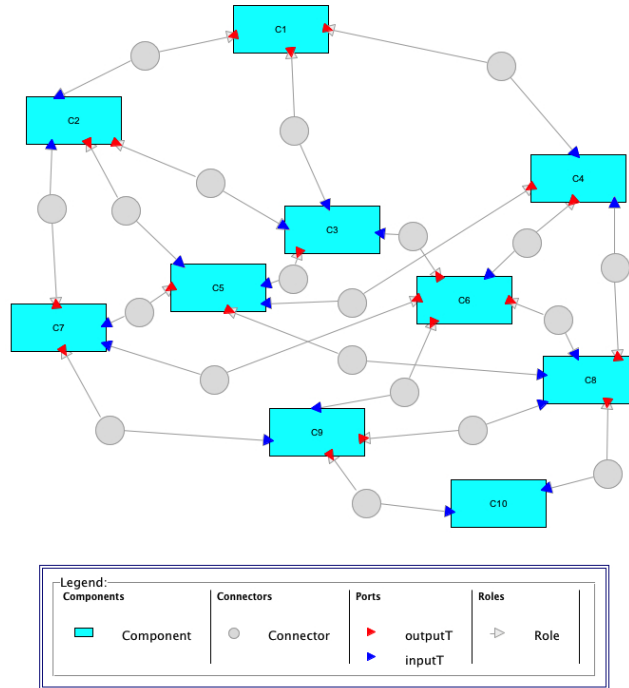 C1
C2
C4
C3
C5
C6
C7
C8
C9
C10
Legend:
Components Connectors Ports Roles
Component Connector outputT Role
inputT